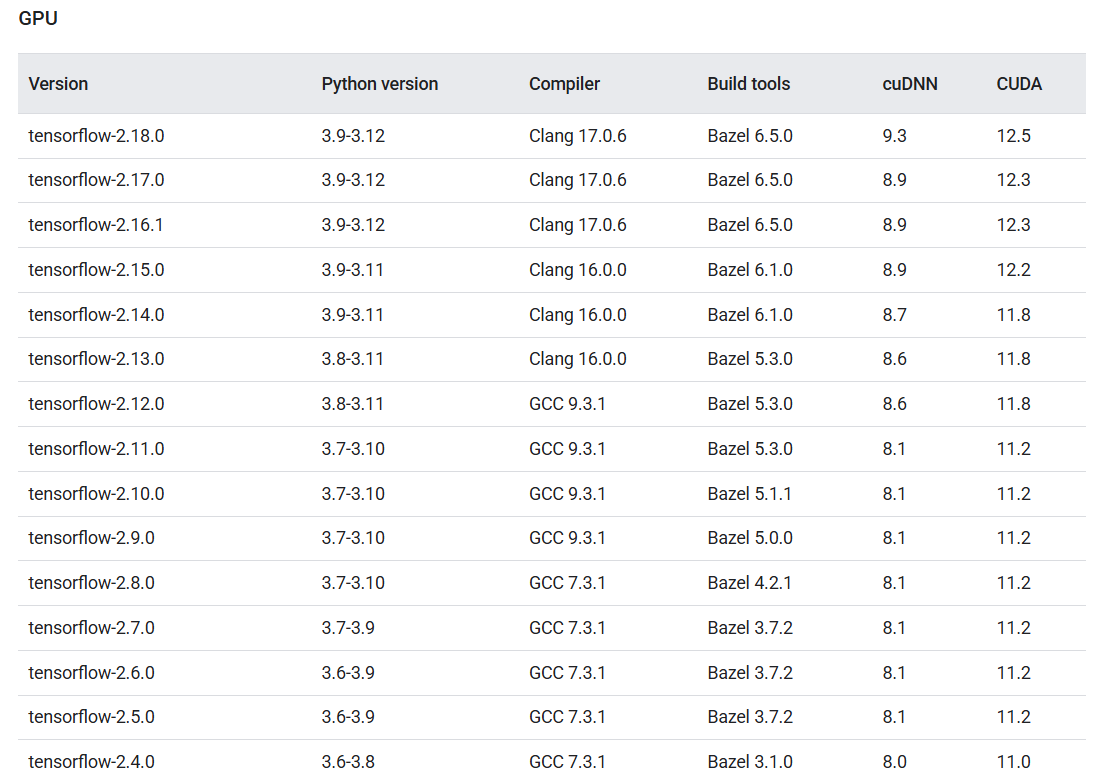 GPU
Version Python version Compiler Build tools cuDNN CUDA
tensorflow-2.18.0 3.9-3.12 Clang 17.0.6 Bazel 6.5.0 9.3 12.5
tensorflow-2.17.0 3.9-3.12 Clang 17.0.6 Bazel 6.5.0 8.9 12.3
tensorflow-2.16.1 3.9-3.12 Clang 17.0.6 Bazel 6.5.0 8.9 12.3
tensorflow-2.15.0 3.9-3.11 Clang 16.0.0 Bazel 6.1.0 8.9 12.2
tensorflow-2.14.0 3.9-3.11 Clang 16.0.0 Bazel 6.1.0 8.7 11.8
tensorflow-2.13.0 3.8-3.11 Clang 16.0.0 Bazel 5.3.0 8.6 11.8
tensorflow-2.12.0 3.8-3.11 GCC 9.3.1 Bazel 5.3.0 8.6 11.8
tensorflow-2.11.0 3.7-3.10 GCC 9.3.1 Bazel 5.3.0 8.1 11.2
tensorflow-2.10.0 3.7-3.10 GCC 9.3.1 Bazel 5.1.1 8.1 11.2
tensorflow-2.9.0 3.7-3.10 GCC 9.3.1 Bazel 5.0.0 8.1 11.2
tensorflow-2.8.0 3.7-3.10 GCC 7.3.1 Bazel 4.2.1 8.1 11.2
tensorflow-2.7.0 3.7-3.9 GCC 7.3.1 Bazel 3.7.2 8.1 11.2
tensorflow-2.6.0 3.6-3.9 GCC 7.3.1 Bazel 3.7.2 8.1 11.2
tensorflow-2.5.0 3.6-3.9 GCC 7.3.1 Bazel 3.7.2 8.1 11.2
tensorflow-2.4.0 3.6-3.8 GCC 7.3.1 Bazel 3.1.0 8.0 11.0